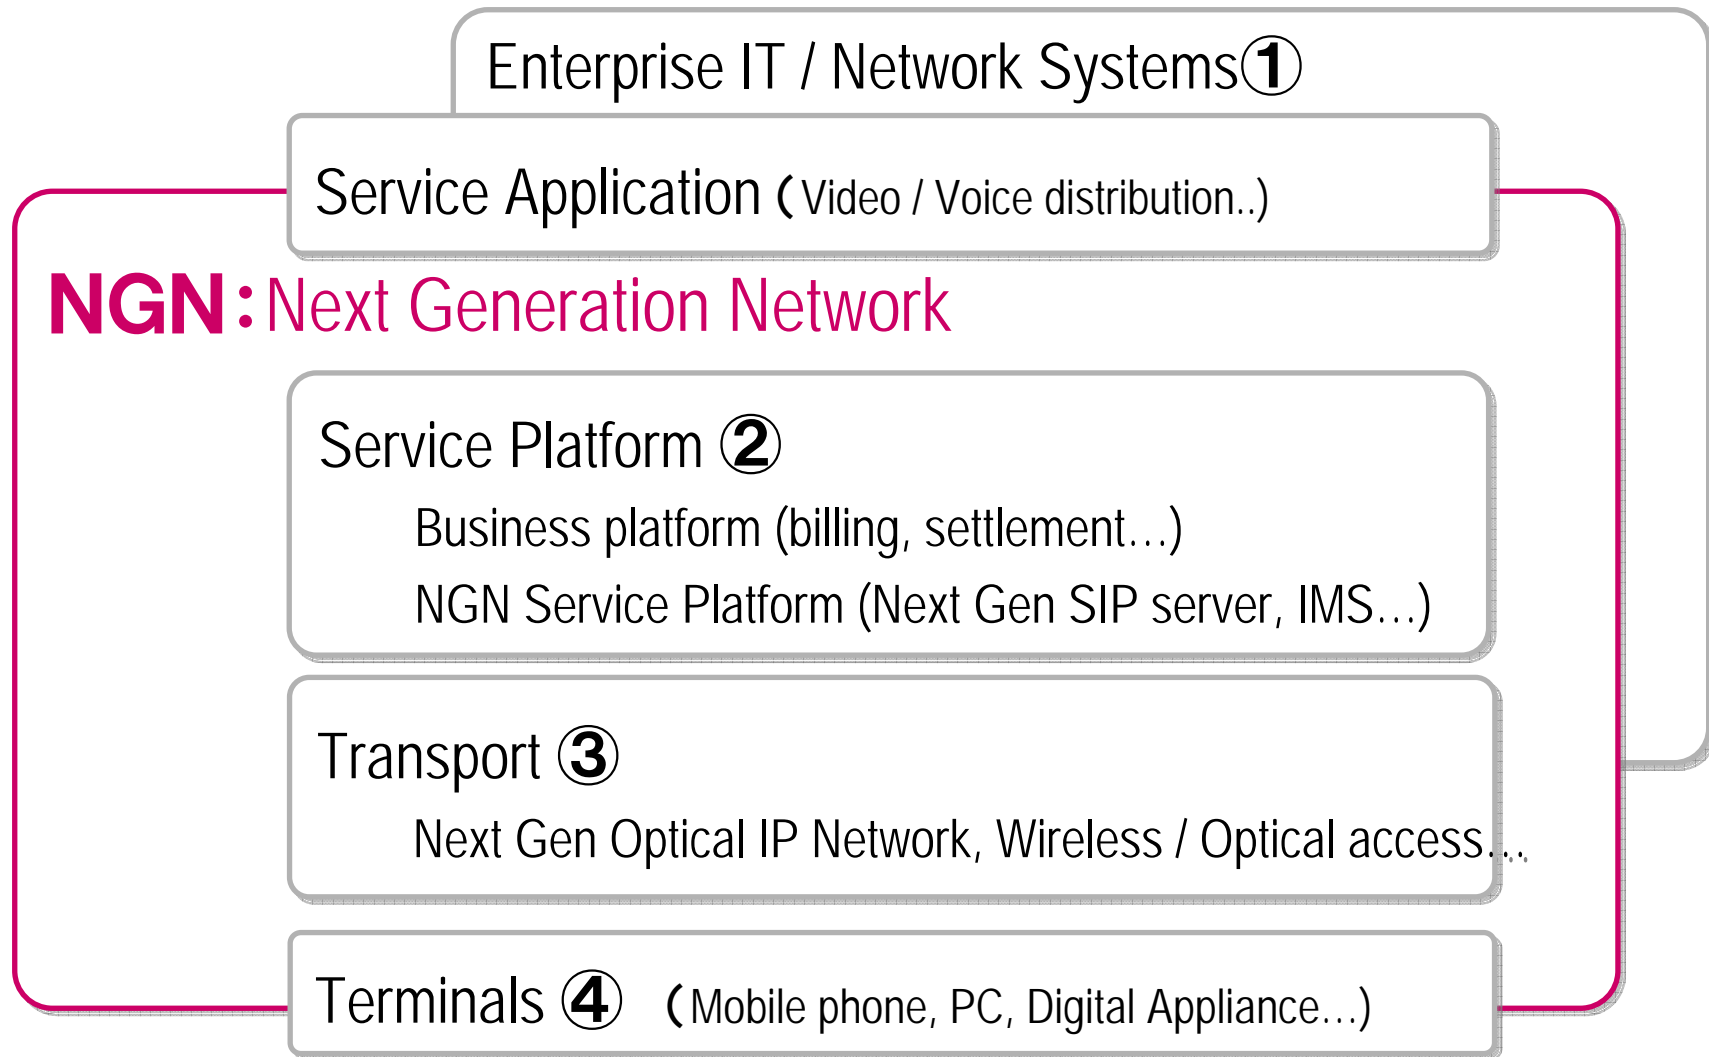 Enterprise IT / Network Systems①
Service Application (Video / Voice distribution..)
NGN:Next Generation Network
Service Platform ②
Business platform (billing, settlement…)
NGN Service Platform (Next Gen SIP server, IMS…)
Transport ③
Next Gen Optical IP Network, Wireless / Optical access…
Terminals ④ (Mobile phone, PC, Digital Appliance…)